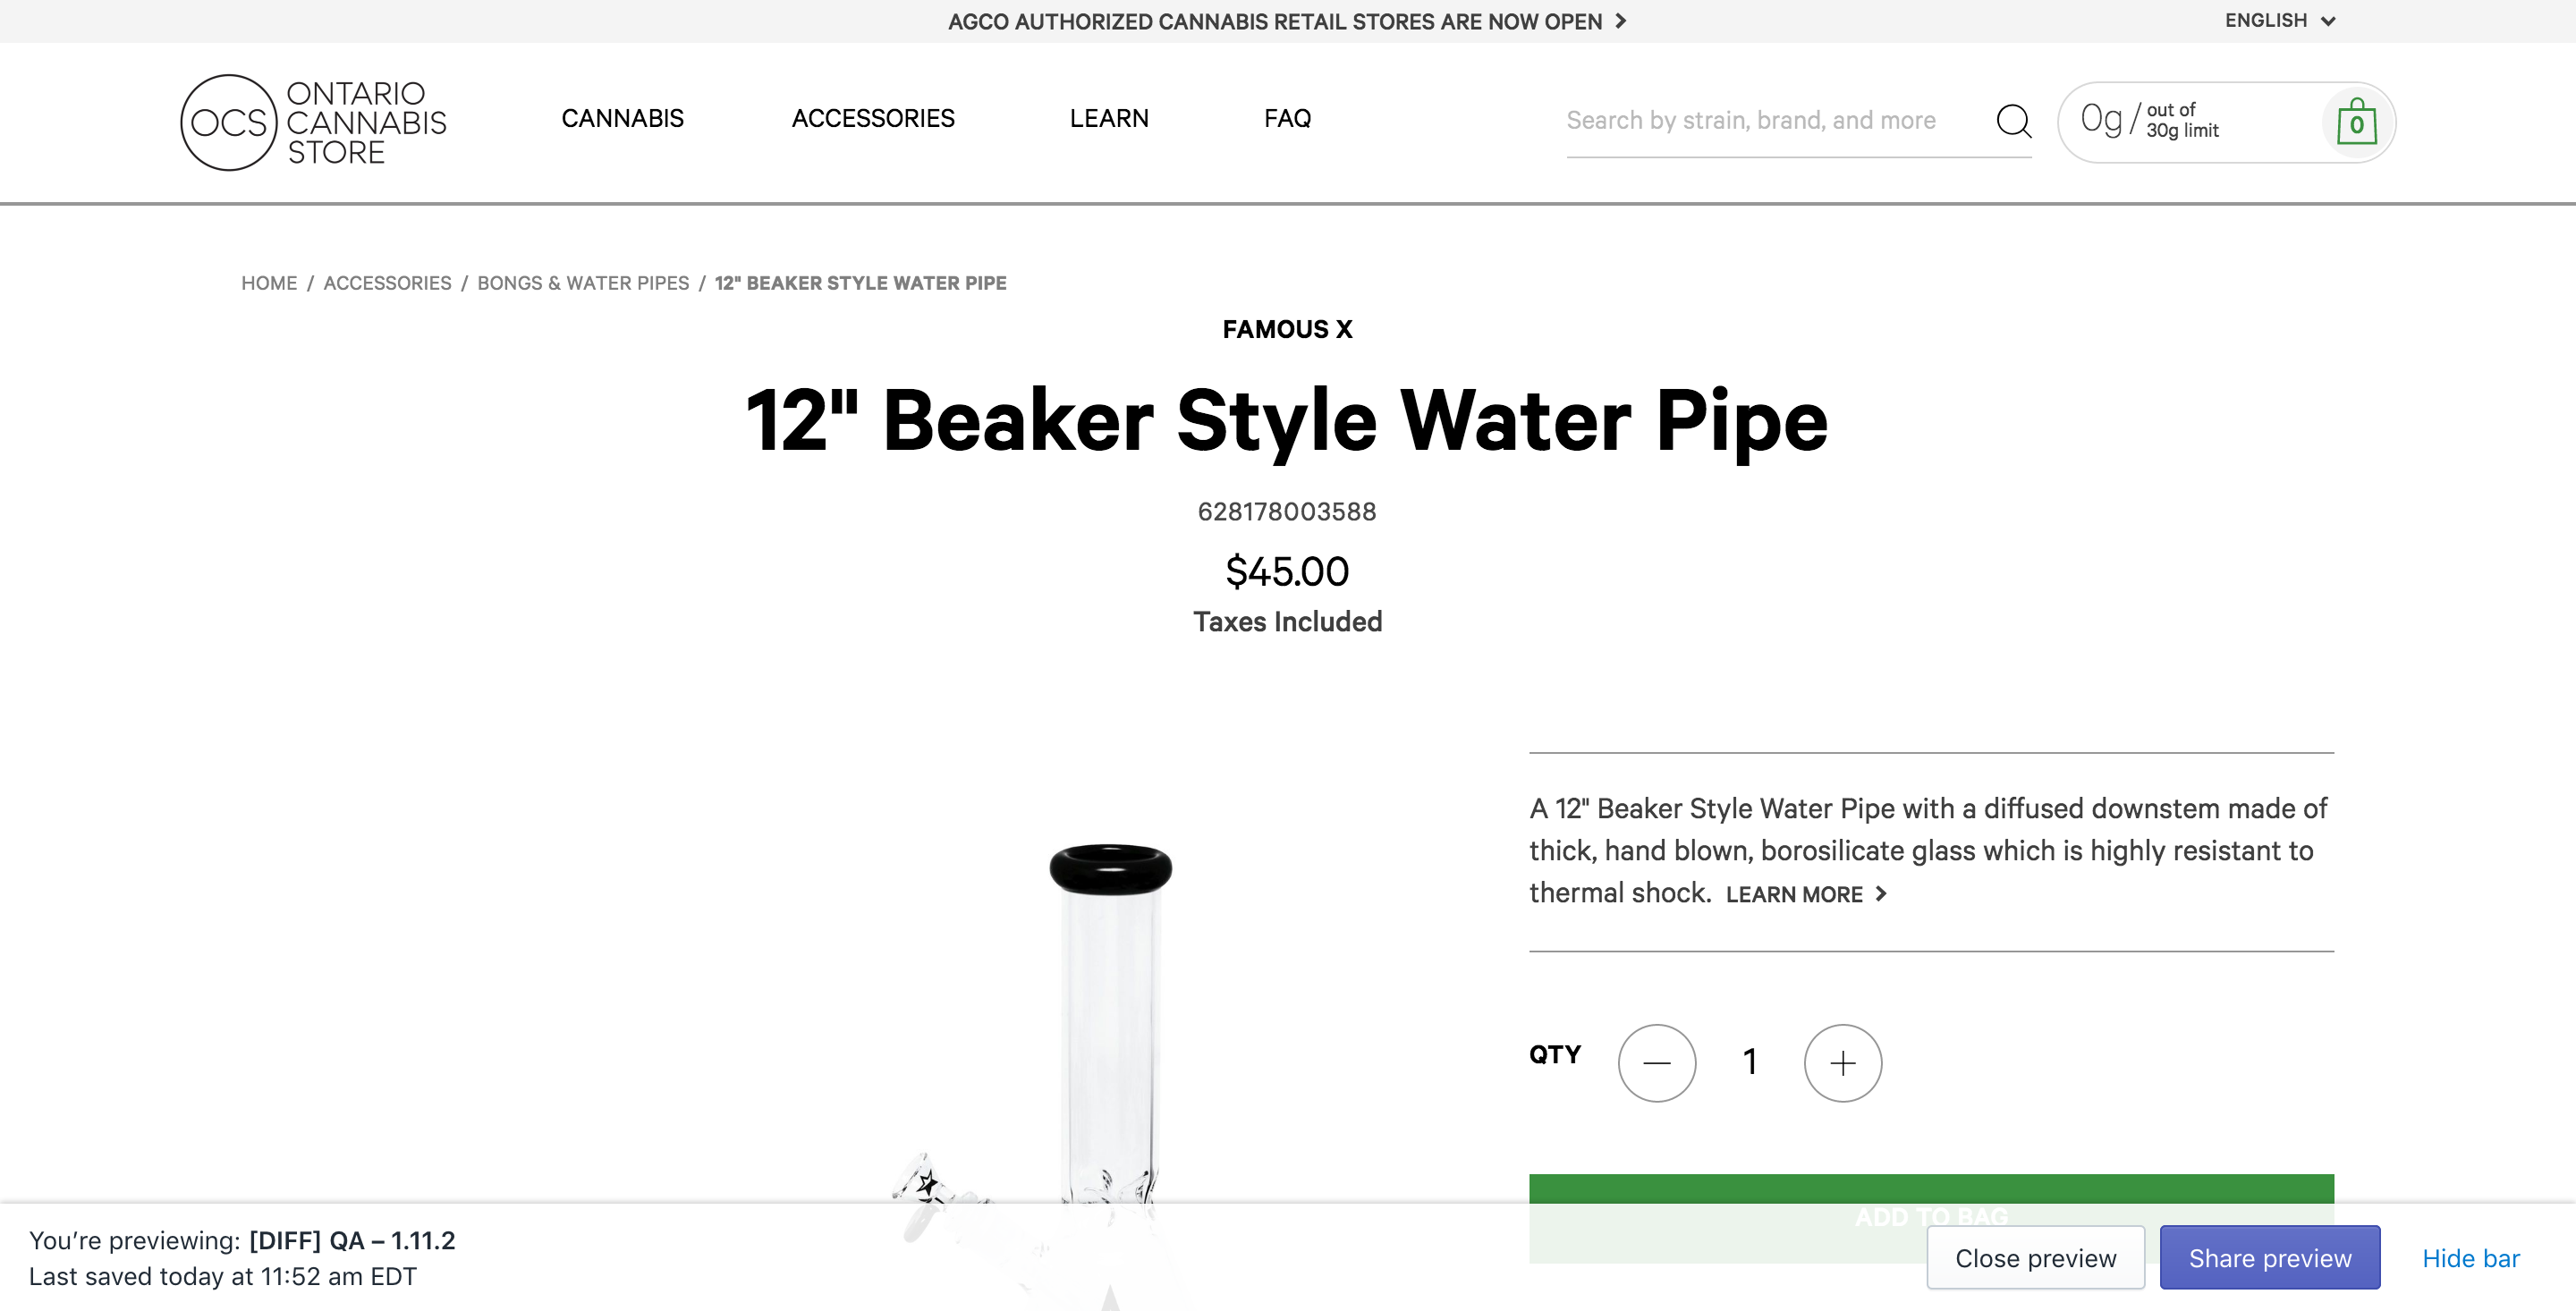 AGCO AUTHORIZED CANNABIS RETAIL STORES ARE NOW OPEN
ENGLISH
OCS
ONTARIO
CANNABIS
STORE
CANNABIS
ACCESSORIES
LEARN
FAQ
Search by strain, brand, and more
0g / out of
30g limit
0
HOME / ACCESSORIES / BONGS & WATER PIPES / 12" BEAKER STYLE WATER PIPE
FAMOUS X
12" Beaker Style Water Pipe
628178003588
$45.00
Taxes Included
A 12" Beaker Style Water Pipe with a diffused downstem made of
thick, hand blown, borosilicate glass which is highly resistant to
thermal shock. LEARN MORE
QTY
1
ADD TO BAG
You’re previewing: [DIFF] QA – 1.11.2
Last saved today at 11:52 am EDT
Close preview
Share preview
Hide bar